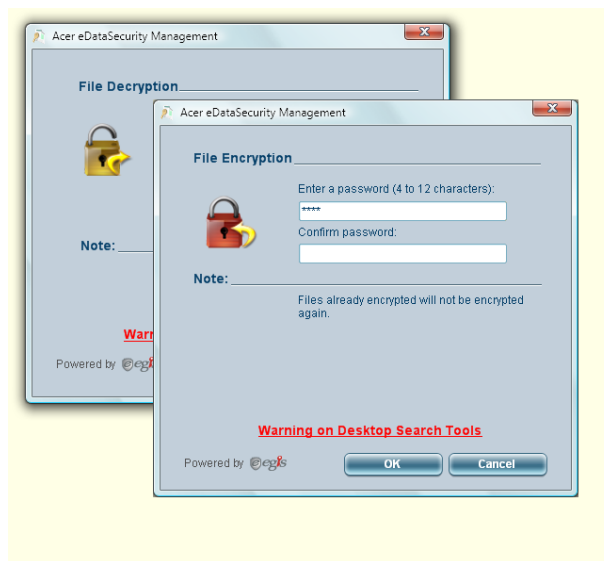 Acer eDataSecurity Management
File Decryption
Note:
Powered by
Acer eDataSecurity Management
File Encryption
Enter a password (4 to 12 characters):
****
Confirm password:
Note:
Files already encrypted will not be encrypted
again.
Warning on Desktop Search Tools
Powered by egis
OK
Cancel